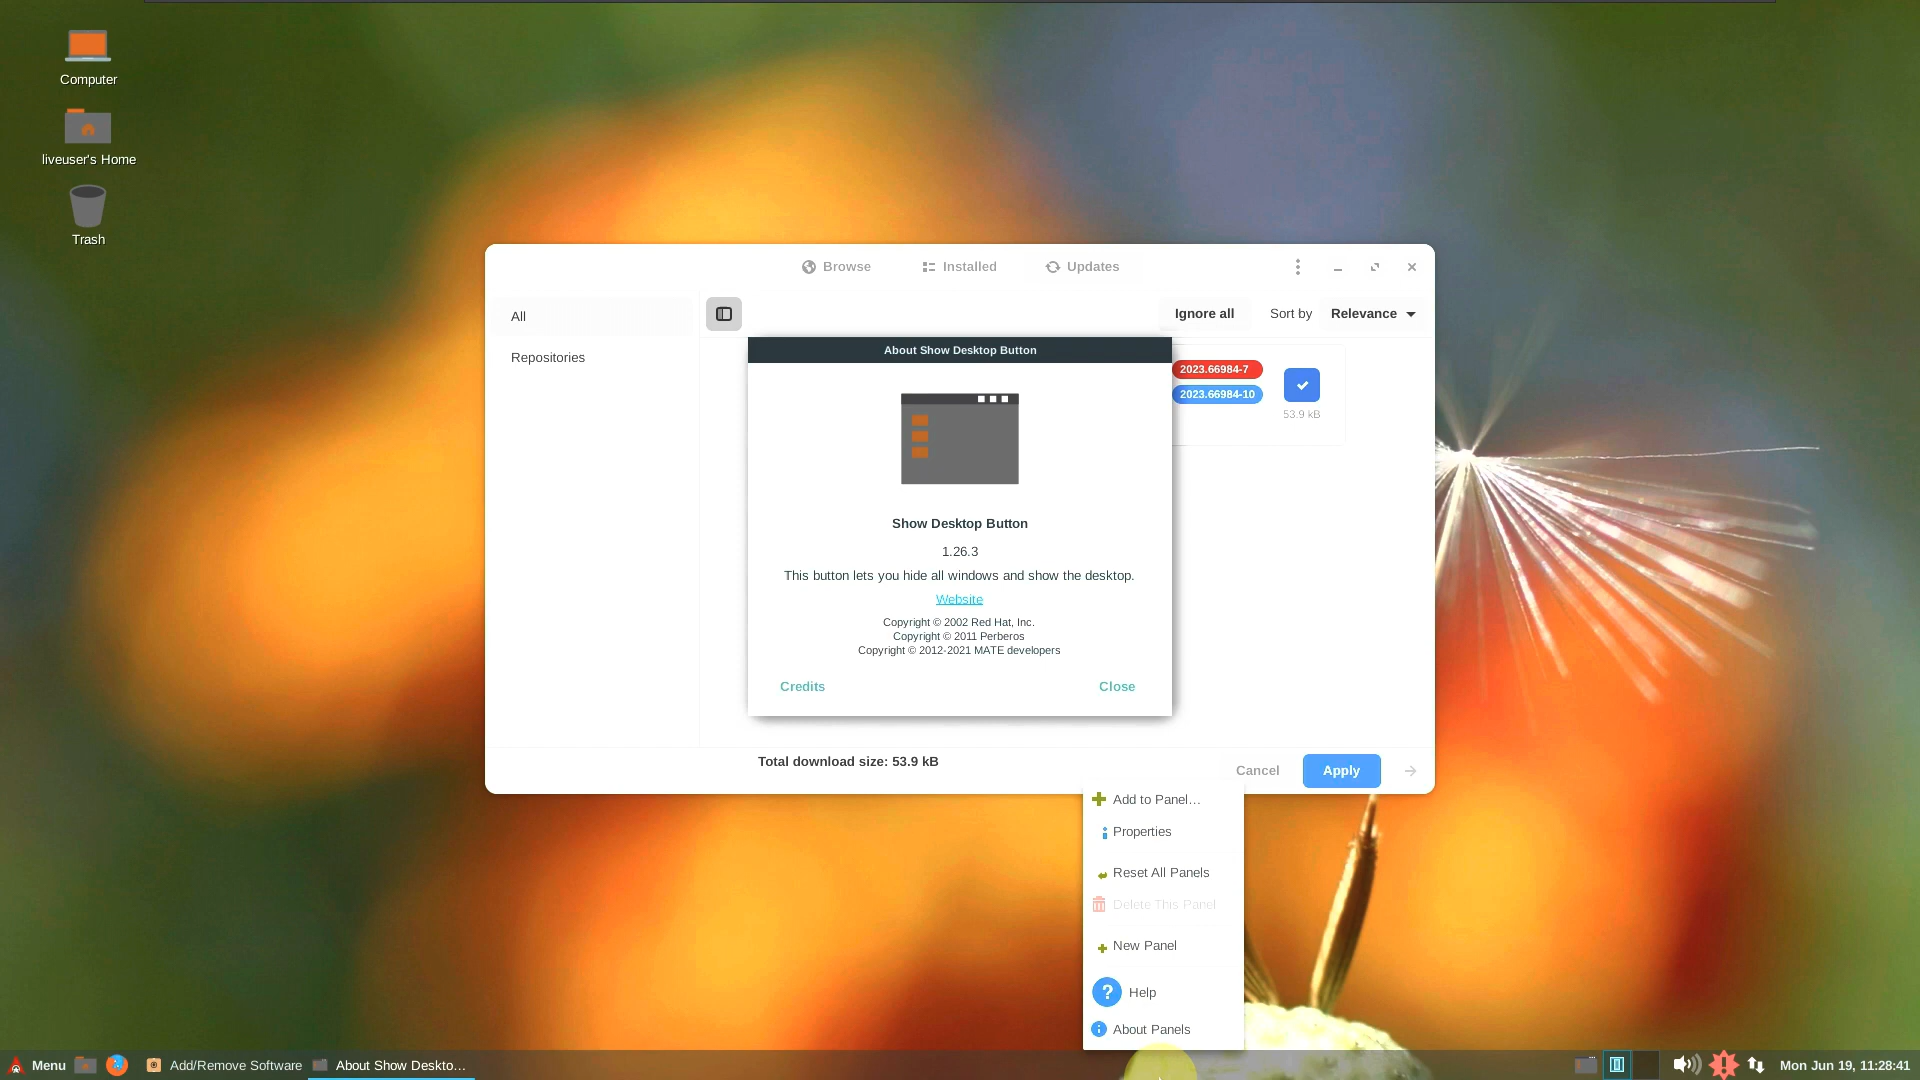 Computer
liveuser's Home
Trash
Browse
Installed
Updates
All
Repositories
Ignore all
Sort by
Relevance
About Show Desktop Button
2023.66984-7
2023.66984-10
53.9 kB
Show Desktop Button
1.26.3
This button lets you hide all windows and show the desktop.
Website
Copyright © 2002 Red Hat, Inc.
Copyright © 2011 Perberos
Copyright © 2012-2021 MATE developers
Credits
Close
Total download size: 53.9 kB
Cancel
Apply
Add to Panel…
Properties
Reset All Panels
Delete This Panel
New Panel
Help
About Panels
Menu
Add/Remove Software
About Show Deskto…
Mon Jun 19, 11:28:41